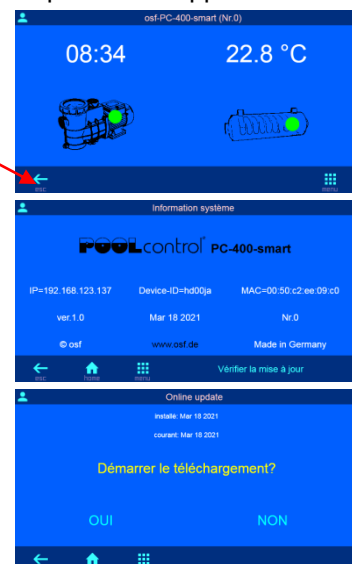 osf-PC-400-smart (Nr.0)
08:34 22.8 °C
esc menu
Information système
POOLcontrol PC-400-smart
IP=192.168.123.137 Device-ID=hd00ja MAC=00:50:c2:ee:09:c0
ver.1.0 Mar 18 2021 Nr.0
© osf www.osf.de Made in Germany
esc home menu Vérifier la mise à jour
Online update
installé: Mar 18 2021
courant: Mar 18 2021
Démarrer le téléchargement?
OUI NON